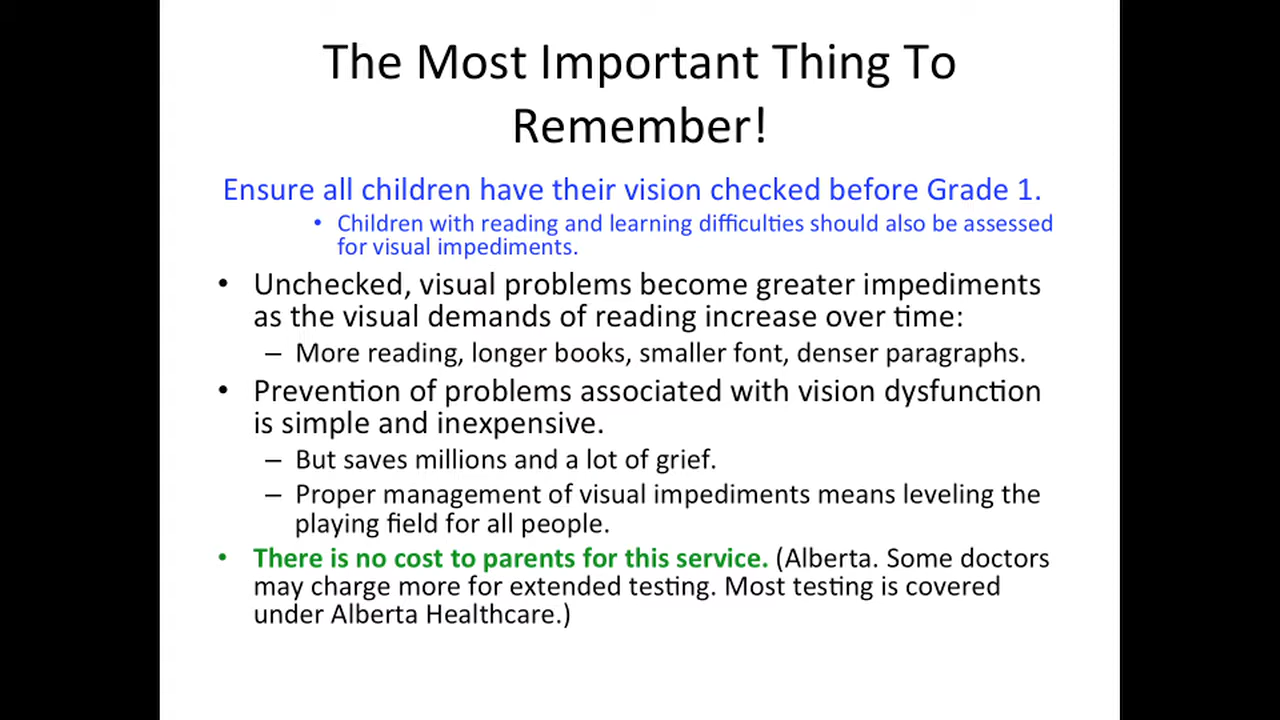 The Most Important Thing To
Remember!
Ensure all children have their vision checked before Grade 1.
• Children with reading and learning difficulties should also be assessed
for visual impediments.
• Unchecked, visual problems become greater impediments
as the visual demands of reading increase over time:
– More reading, longer books, smaller font, denser paragraphs.
• Prevention of problems associated with vision dysfunction
is simple and inexpensive.
– But saves millions and a lot of grief.
– Proper management of visual impediments means leveling the
playing field for all people.
• There is no cost to parents for this service. (Alberta. Some doctors
may charge more for extended testing. Most testing is covered
under Alberta Healthcare.)